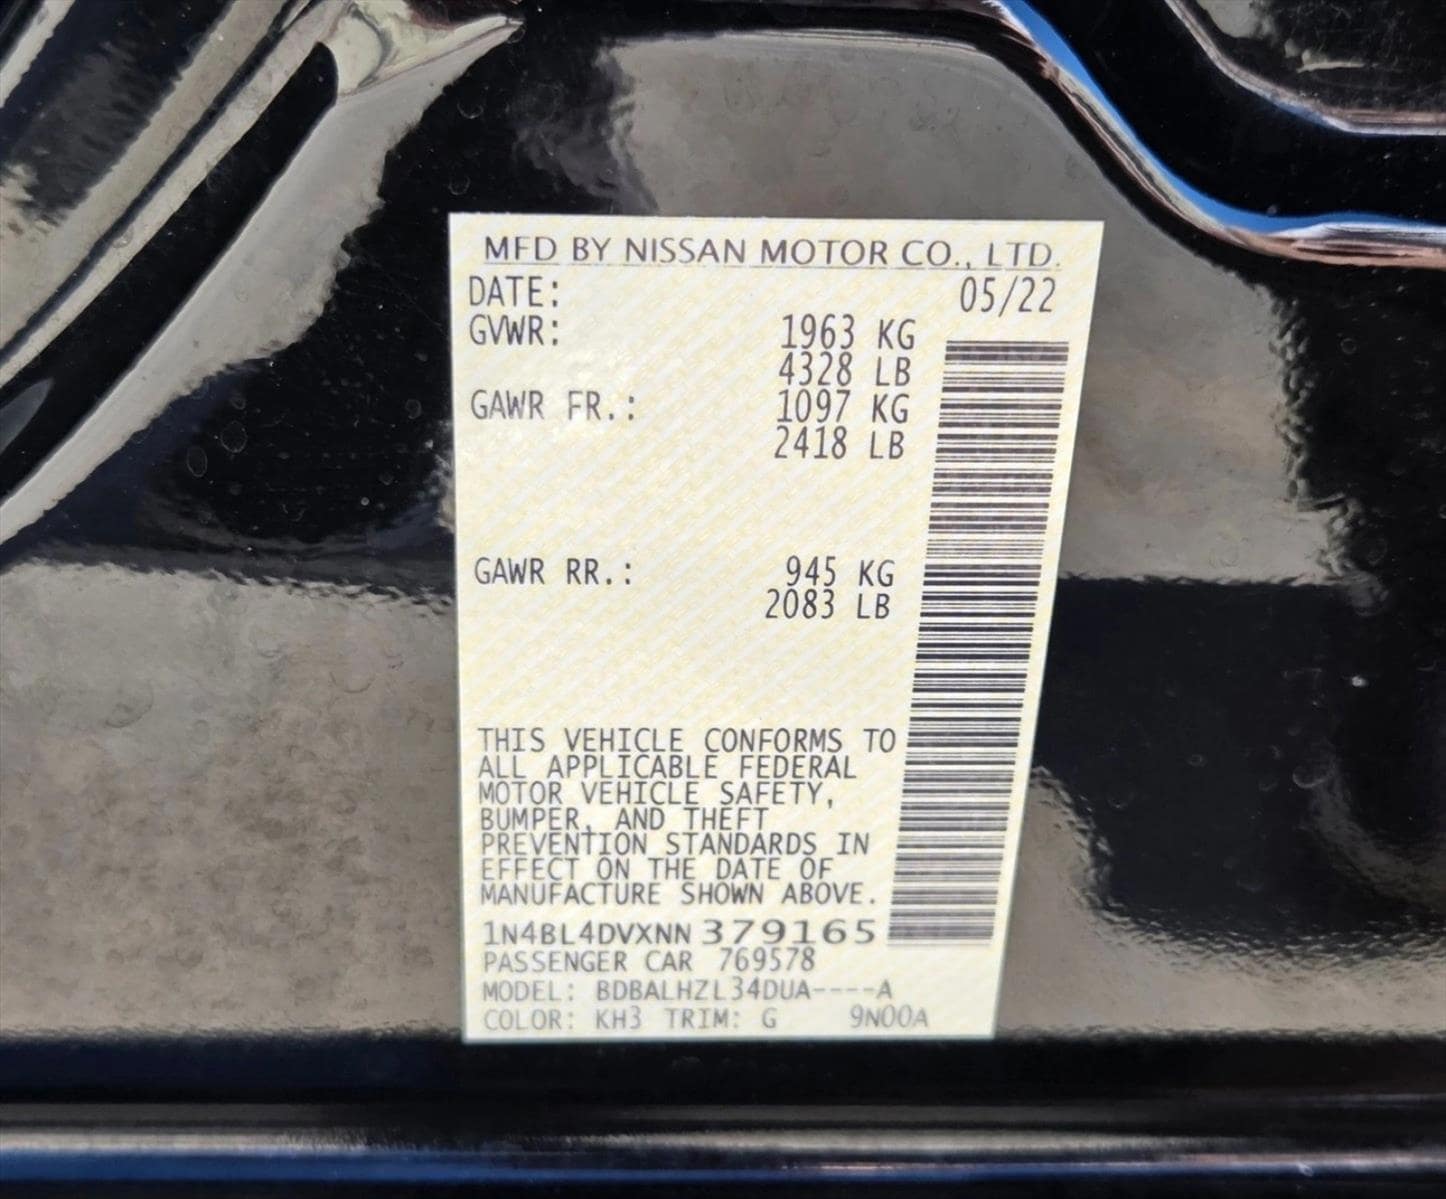 MFD BY NISSAN MOTOR CO., LTD.
DATE: 05/22
GVWR: 1963 KG
4328 LB
GAWR FR.: 1097 KG
2418 LB
GAWR RR.: 945 KG
2083 LB
THIS VEHICLE CONFORMS TO
ALL APPLICABLE FEDERAL
MOTOR VEHICLE SAFETY,
BUMPER, AND THEFT
PREVENTION STANDARDS IN
EFFECT ON THE DATE OF
MANUFACTURE SHOWN ABOVE.
1N4BL4DVXNN379165
PASSENGER CAR 769578
MODEL: BDBALHZL34DUA----A
COLOR: KH3 TRIM: G 9N00A